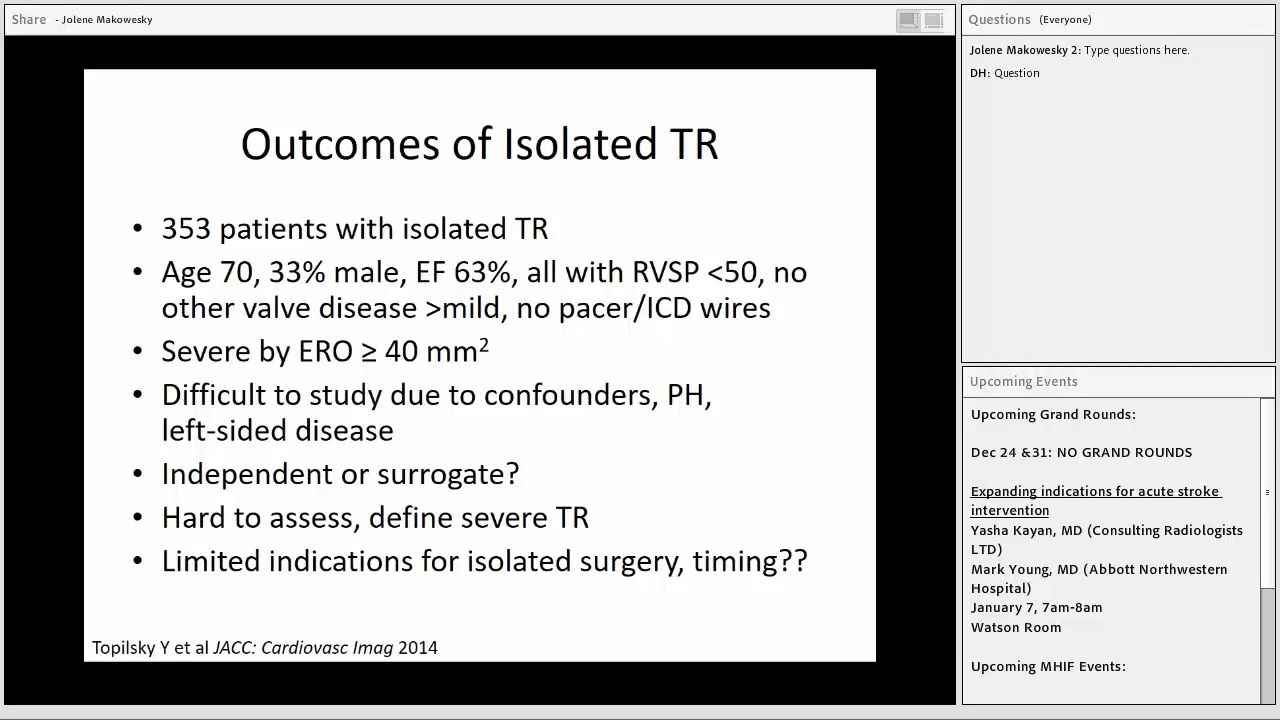 Share - Jolene Makowesky
Outcomes of Isolated TR
• 353 patients with isolated TR
• Age 70, 33% male, EF 63%, all with RVSP <50, no
other valve disease >mild, no pacer/ICD wires
• Severe by ERO ≥ 40 mm²
• Difficult to study due to confounders, PH,
left-sided disease
• Independent or surrogate?
• Hard to assess, define severe TR
• Limited indications for isolated surgery, timing??
Topilsky Y et al JACC: Cardiovasc Imag 2014
Questions (Everyone)
Jolene Makowesky 2: Type questions here.
DH: Question
Upcoming Events
Upcoming Grand Rounds:
Dec 24 &31: NO GRAND ROUNDS
Expanding indications for acute stroke
intervention
Yasha Kayan, MD (Consulting Radiologists
LTD)
Mark Young, MD (Abbott Northwestern
Hospital)
January 7, 7am-8am
Watson Room
Upcoming MHIF Events: